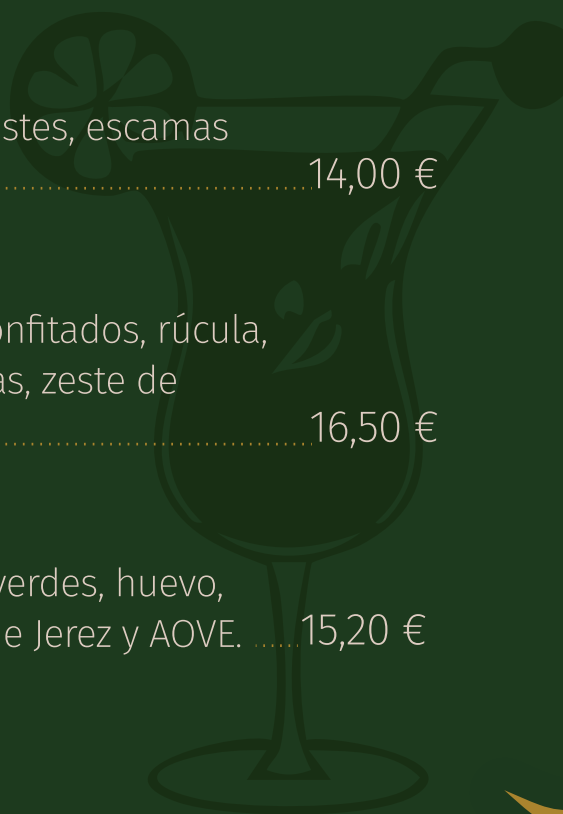 stes, escamas
14,00 €
onfitados, rúcula,
as, zeste de
16,50 €
verdes, huevo,
e Jerez y AOVE. ..... 15,20 €